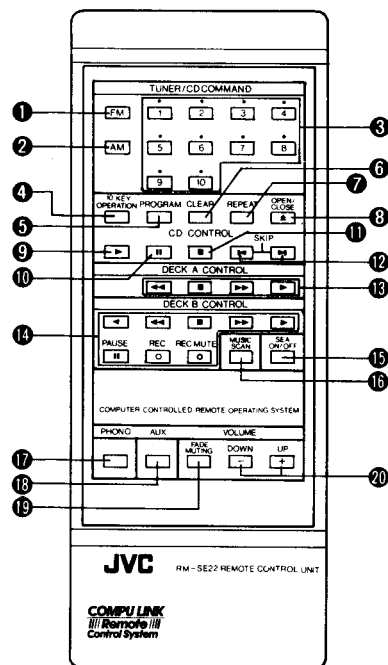 TUNER/CD COMMAND
1 FM 1 2 3 4 3
2 AM 5 6 7 8
9 10
6
7
4 10 KEY OPERATION PROGRAM CLEAR REPEAT OPEN/CLOSE 8
5
CD CONTROL
11
9 SKIP
10 12
DECK A CONTROL
13
DECK B CONTROL
14
PAUSE REC REC MUTE MUSIC SCAN SEA ON/OFF 15
16
COMPUTER CONTROLLED REMOTE OPERATING SYSTEM
PHONO AUX VOLUME
17 FADE MUTING DOWN UP
- +
18
19 20
JVC RM-SE22 REMOTE CONTROL UNIT
COMPU LINK
Remote
Control System